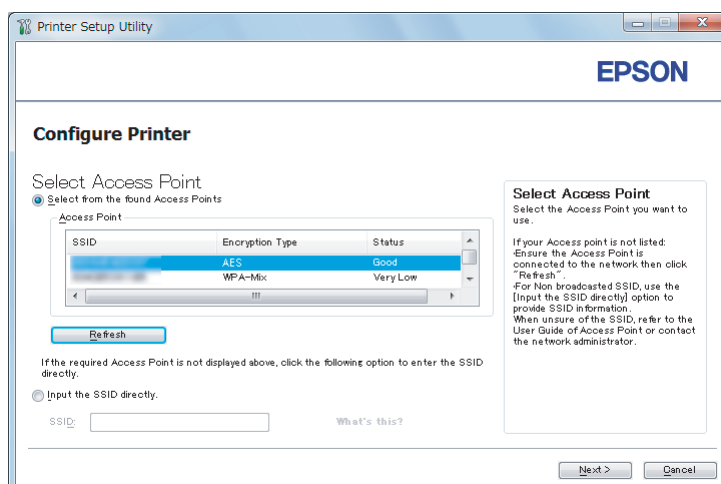 Printer Setup Utility
EPSON
Configure Printer
Select Access Point
Select from the found Access Points
Access Point
SSID Encryption Type Status
AES Good
WPA-Mix Very Low
Refresh
If the required Access Point is not displayed above, click the following option to enter the SSID
directly.
Input the SSID directly.
SSID: What's this?
Select Access Point
Select the Access Point you want to
use.
If your Access point is not listed:
·Ensure the Access Point is
connected to the network then click
"Refresh".
·For Non broadcasted SSID, use the
[Input the SSID directly] option to
provide SSID information.
When unsure of the SSID, refer to the
User Guide of Access Point or contact
the network administrator.
Next >
Cancel